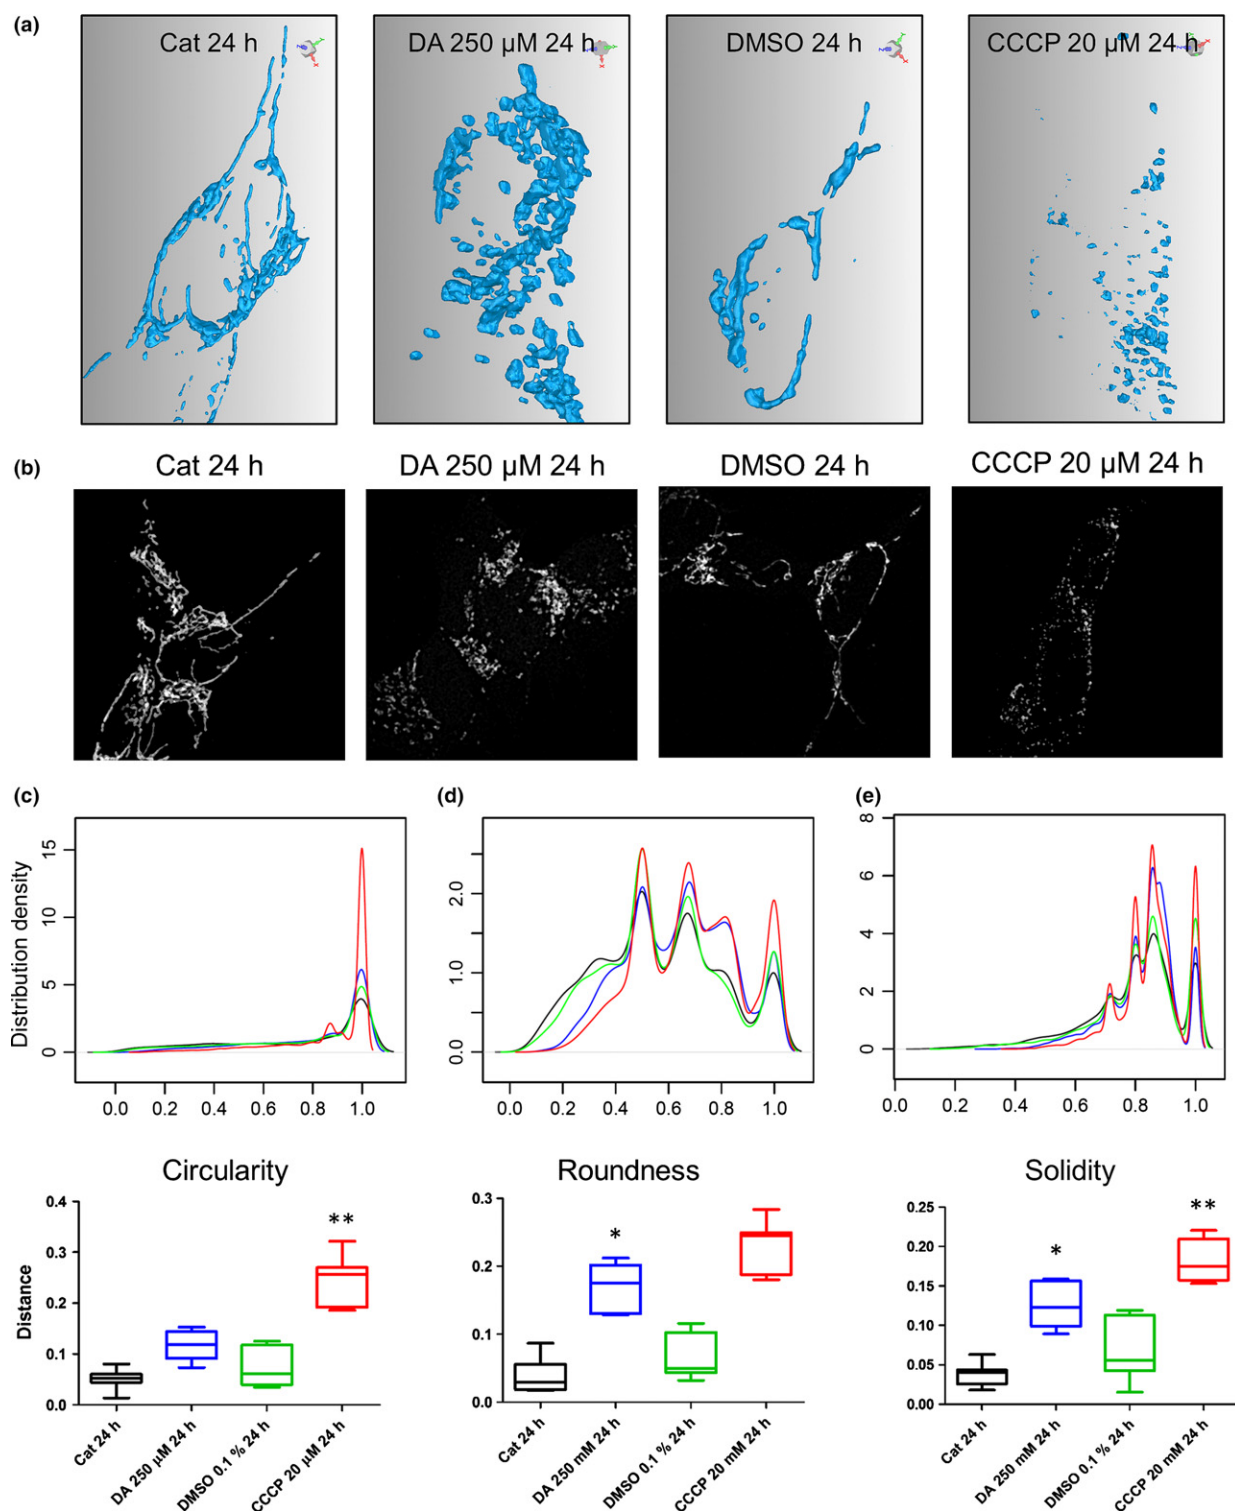 (a)
Cat 24 h
DA 250 µM 24 h
DMSO 24 h
CCCP 20 µM 24 h
(b)
Cat 24 h
DA 250 µM 24 h
DMSO 24 h
CCCP 20 µM 24 h
(c)
(d)
(e)
Distribution density
15
10
5
0
0.0 0.2 0.4 0.6 0.8 1.0
2.0
1.0
0.0
0.0 0.2 0.4 0.6 0.8 1.0
8
6
4
2
0
0.0 0.2 0.4 0.6 0.8 1.0
Circularity
Distance
0.4
0.3
0.2
0.1
0.0
**
Cat 24 h
DA 250 µM 24 h
DMSO 0.1 % 24 h
CCCP 20 µM 24 h
Roundness
0.3
0.2
0.1
0.0
*
Cat 24 h
DA 250 mM 24 h
DMSO 0.1 % 24 h
CCCP 20 mM 24 h
Solidity
0.25
0.20
0.15
0.10
0.05
0.00
*
**
Cat 24 h
DA 250 mM 24 h
DMSO 0.1 % 24 h
CCCP 20 mM 24 h